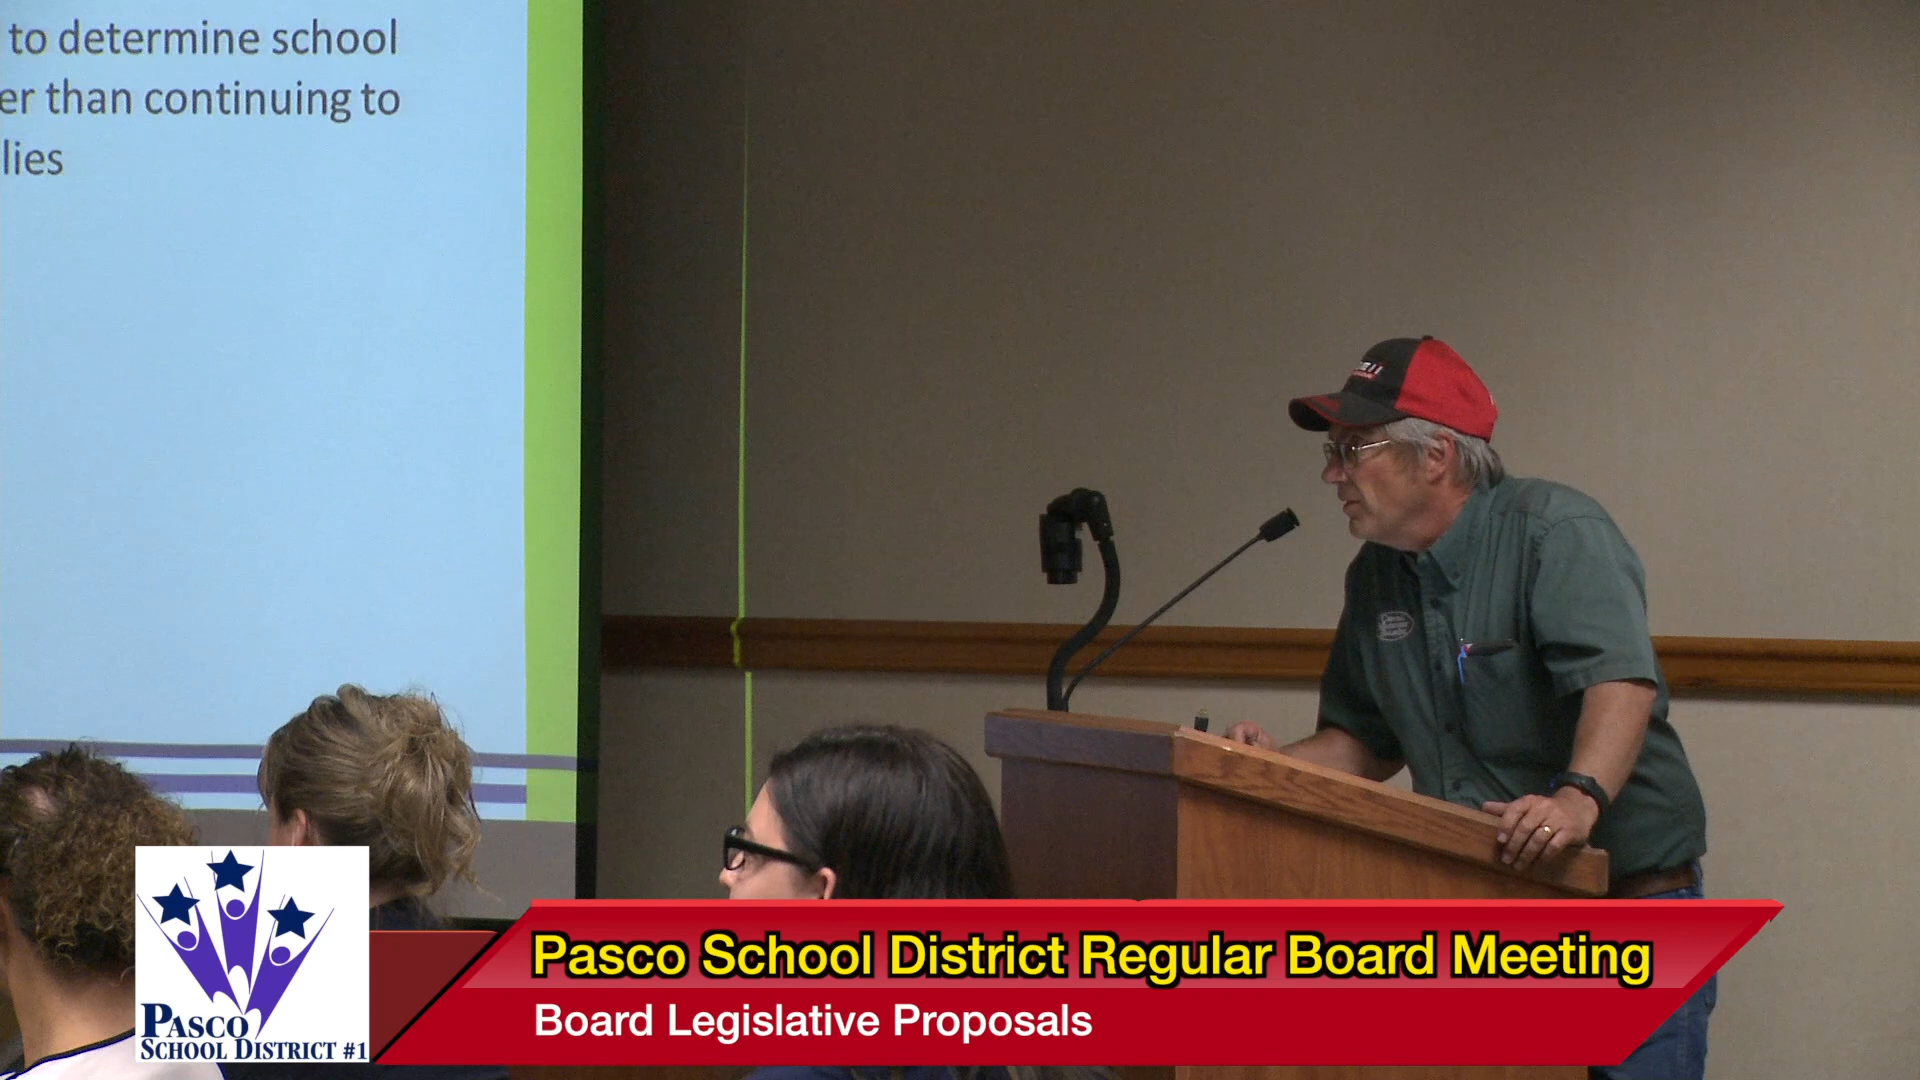 to determine school
er than continuing to
lies
Pasco School District Regular Board Meeting
Board Legislative Proposals
PASCO
SCHOOL DISTRICT #1